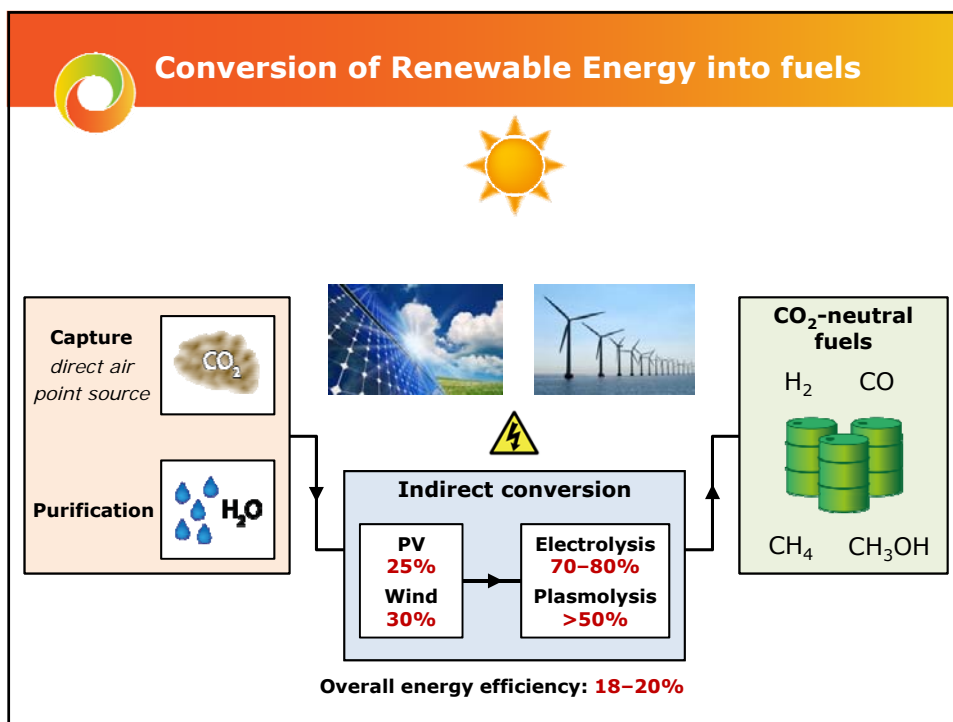 Conversion of Renewable Energy into fuels
Capture
direct air
point source
CO₂
Purification
H₂O
Indirect conversion
PV
25%
Wind
30%
Electrolysis
70–80%
Plasmolysis
>50%
Overall energy efficiency: 18–20%
CO₂-neutral
fuels
H₂ CO
CH₄ CH₃OH